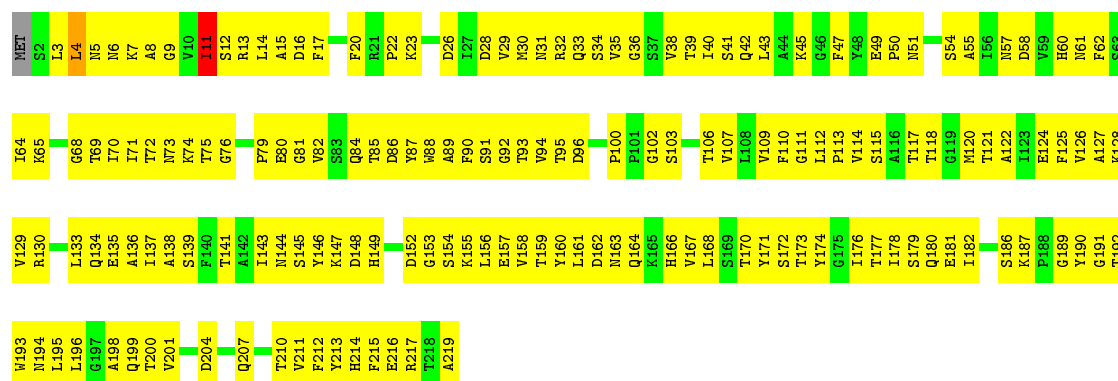 MET S2 L3 L4 N5 N6 K7 A8 G9 V10 I11 S12 R13 L14 A15 D16 F17 F20 R21 P22 K23 D26 I27 D28 V29 M30 N31 R32 Q33 S34 V35 G36 S37 V38 T39 I40 S41 Q42 L43 A44 K45 G46 F47 Y48 E49 P50 N51 S54 A55 I56 N57 D58 V59 H60 N61 F62 S63
I64 K65 G68 T69 I70 I71 T72 N73 K74 T75 G76 P79 E80 G81 V82 S83 Q84 T85 D86 Y87 W88 A89 F90 S91 G92 T93 V94 T95 D96 P100 P101 G102 S103 T106 V107 L108 V109 F110 G111 L112 P113 V114 S115 A116 T117 T118 G119 M120 T121 A122 I123 E124 F125 V126 A127 K128
V129 R130 L133 Q134 E135 A136 I137 A138 S139 F140 T141 A142 I143 N144 S145 Y146 K147 D148 H149 D152 G153 S154 K155 L156 E157 V158 T159 Y160 L161 D162 N163 Q164 K165 H166 V167 L168 S169 T170 Y171 S172 T173 Y174 G175 I176 T177 I178 S179 Q180 E181 I182 S186 K187 P188 G189 Y190 G191 T192
W193 N194 L195 L196 G197 A198 Q199 T200 V201 D204 Q207 T210 V211 F212 Y213 H214 F215 E216 R217 T218 A219